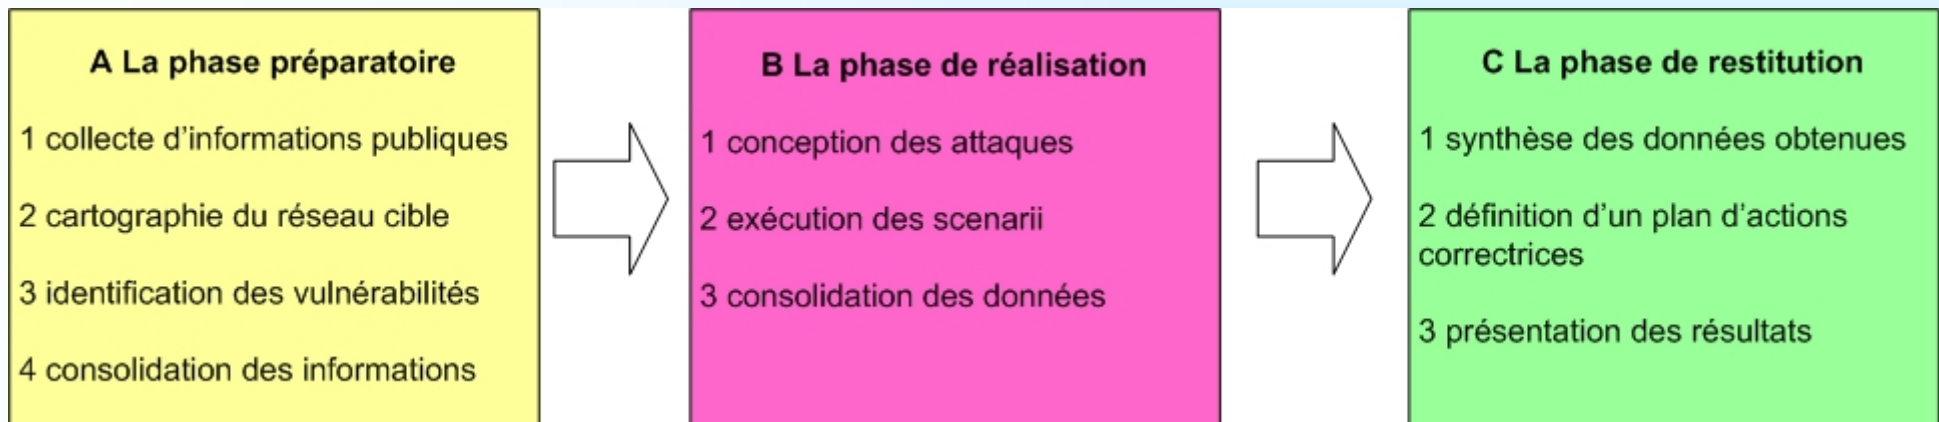 A La phase préparatoire
1 collecte d'informations publiques
2 cartographie du réseau cible
3 identification des vulnérabilités
4 consolidation des informations
B La phase de réalisation
1 conception des attaques
2 exécution des scenarii
3 consolidation des données
C La phase de restitution
1 synthèse des données obtenues
2 définition d'un plan d'actions
correctrices
3 présentation des résultats